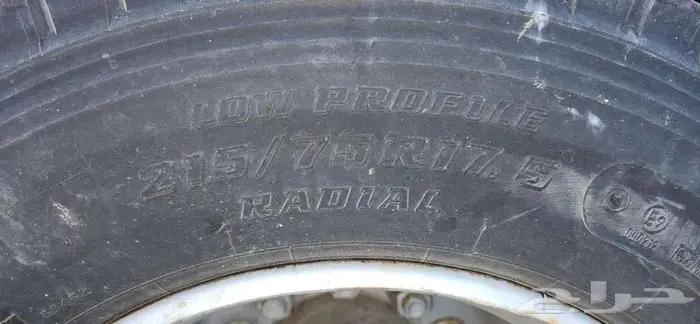 LOW PROFILE
215/75R17.5
RADIAL
حراج